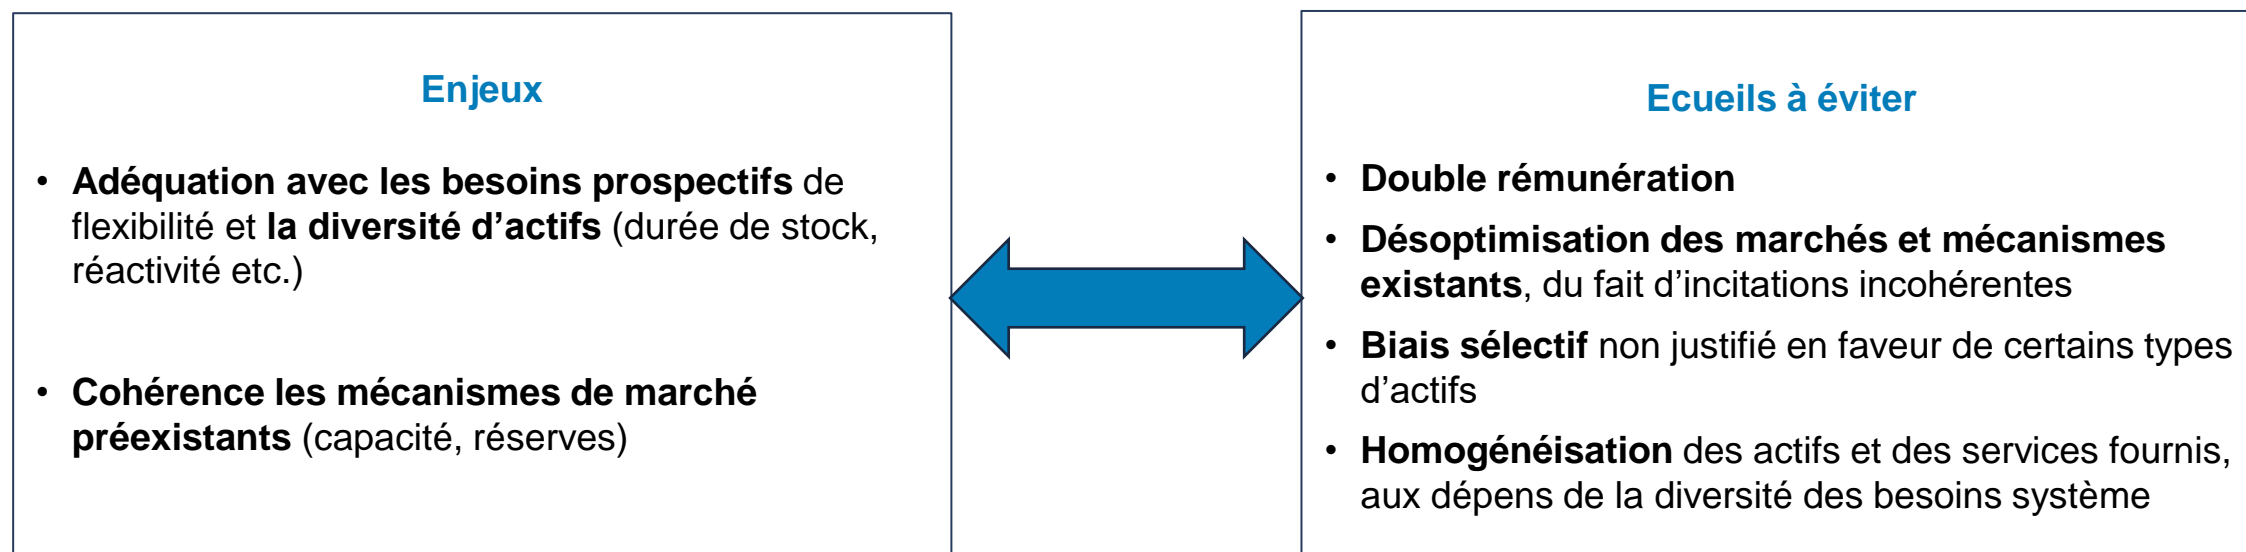 Enjeux
• Adéquation avec les besoins prospectifs de
flexibilité et la diversité d’actifs (durée de stock,
réactivité etc.)
• Cohérence les mécanismes de marché
préexistants (capacité, réserves)
Ecueils à éviter
• Double rémunération
• Désoptimisation des marchés et mécanismes
existants, du fait d’incitations incohérentes
• Biais sélectif non justifié en faveur de certains types
d’actifs
• Homogénéisation des actifs et des services fournis,
aux dépens de la diversité des besoins système